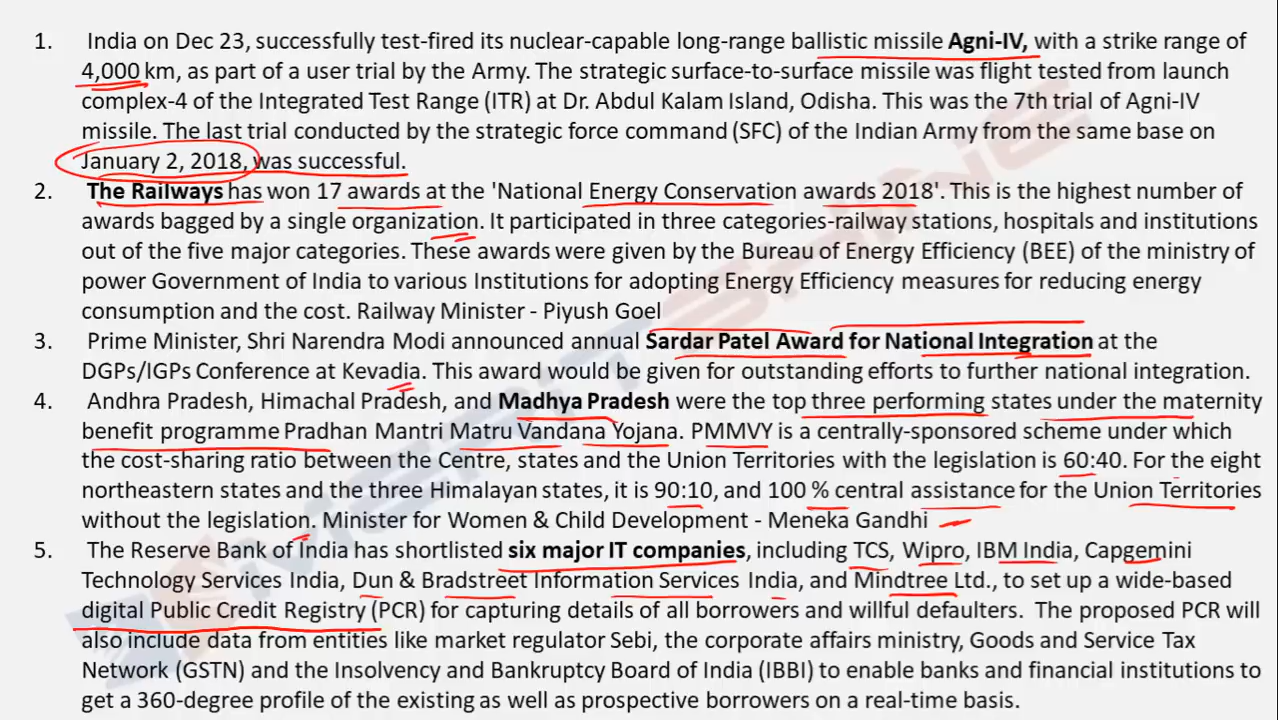 1. India on Dec 23, successfully test-fired its nuclear-capable long-range ballistic missile Agni-IV, with a strike range of
4,000 km, as part of a user trial by the Army. The strategic surface-to-surface missile was flight tested from launch
complex-4 of the Integrated Test Range (ITR) at Dr. Abdul Kalam Island, Odisha. This was the 7th trial of Agni-IV
missile. The last trial conducted by the strategic force command (SFC) of the Indian Army from the same base on
January 2, 2018, was successful.
2. The Railways has won 17 awards at the 'National Energy Conservation awards 2018'. This is the highest number of
awards bagged by a single organization. It participated in three categories-railway stations, hospitals and institutions
out of the five major categories. These awards were given by the Bureau of Energy Efficiency (BEE) of the ministry of
power Government of India to various Institutions for adopting Energy Efficiency measures for reducing energy
consumption and the cost. Railway Minister - Piyush Goel
3. Prime Minister, Shri Narendra Modi announced annual Sardar Patel Award for National Integration at the
DGPs/IGPs Conference at Kevadia. This award would be given for outstanding efforts to further national integration.
4. Andhra Pradesh, Himachal Pradesh, and Madhya Pradesh were the top three performing states under the maternity
benefit programme Pradhan Mantri Matru Vandana Yojana. PMMVY is a centrally-sponsored scheme under which
the cost-sharing ratio between the Centre, states and the Union Territories with the legislation is 60:40. For the eight
northeastern states and the three Himalayan states, it is 90:10, and 100 % central assistance for the Union Territories
without the legislation. Minister for Women & Child Development - Meneka Gandhi
5. The Reserve Bank of India has shortlisted six major IT companies, including TCS, Wipro, IBM India, Capgemini
Technology Services India, Dun & Bradstreet Information Services India, and Mindtree Ltd., to set up a wide-based
digital Public Credit Registry (PCR) for capturing details of all borrowers and willful defaulters. The proposed PCR will
also include data from entities like market regulator Sebi, the corporate affairs ministry, Goods and Service Tax
Network (GSTN) and the Insolvency and Bankruptcy Board of India (IBBI) to enable banks and financial institutions to
get a 360-degree profile of the existing as well as prospective borrowers on a real-time basis.